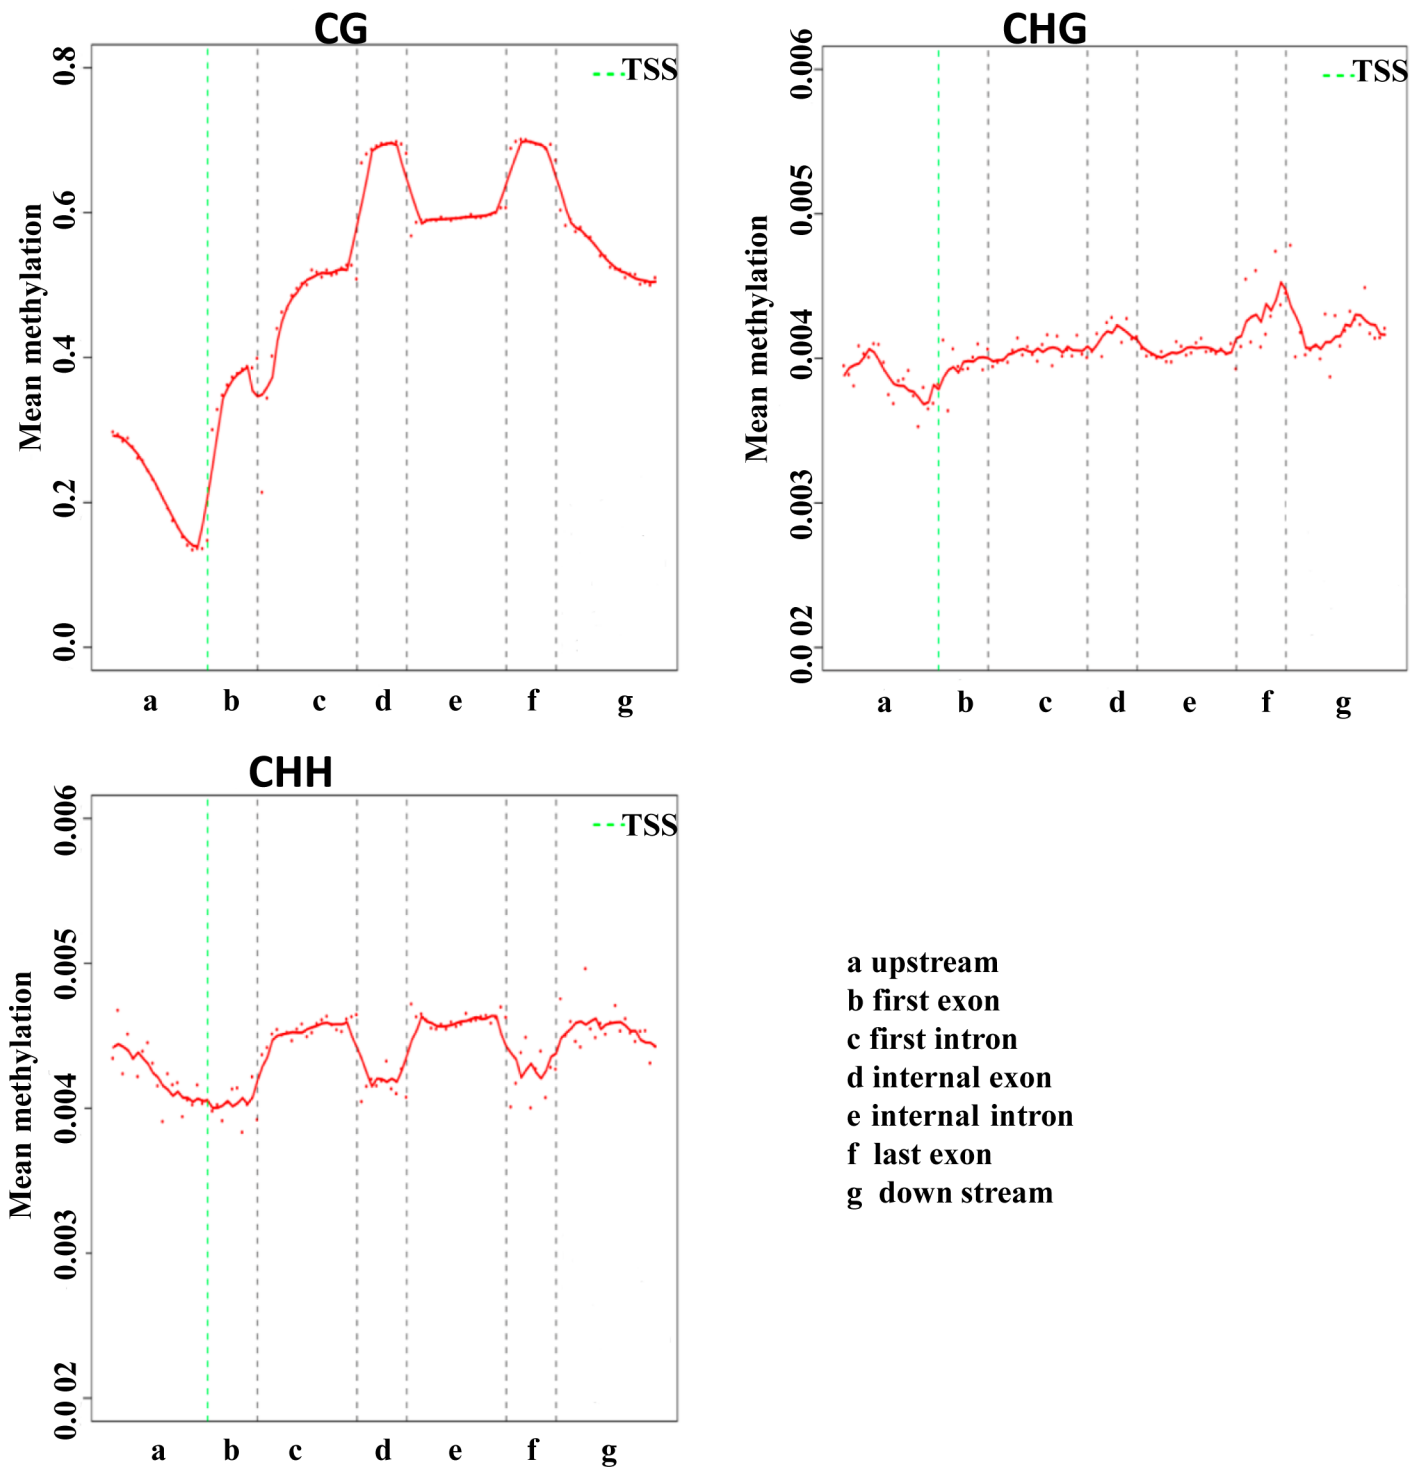 CG
TSS
Mean methylation
0.8
0.6
0.4
0.2
0.0
a b c d e f g
CHG
TSS
Mean methylation
0.006
0.005
0.004
0.003
0.0 02
a b c d e f g
CHH
TSS
Mean methylation
0.006
0.005
0.004
0.003
0.0 02
a b c d e f g
a upstream
b first exon
c first intron
d internal exon
e internal intron
f last exon
g down stream